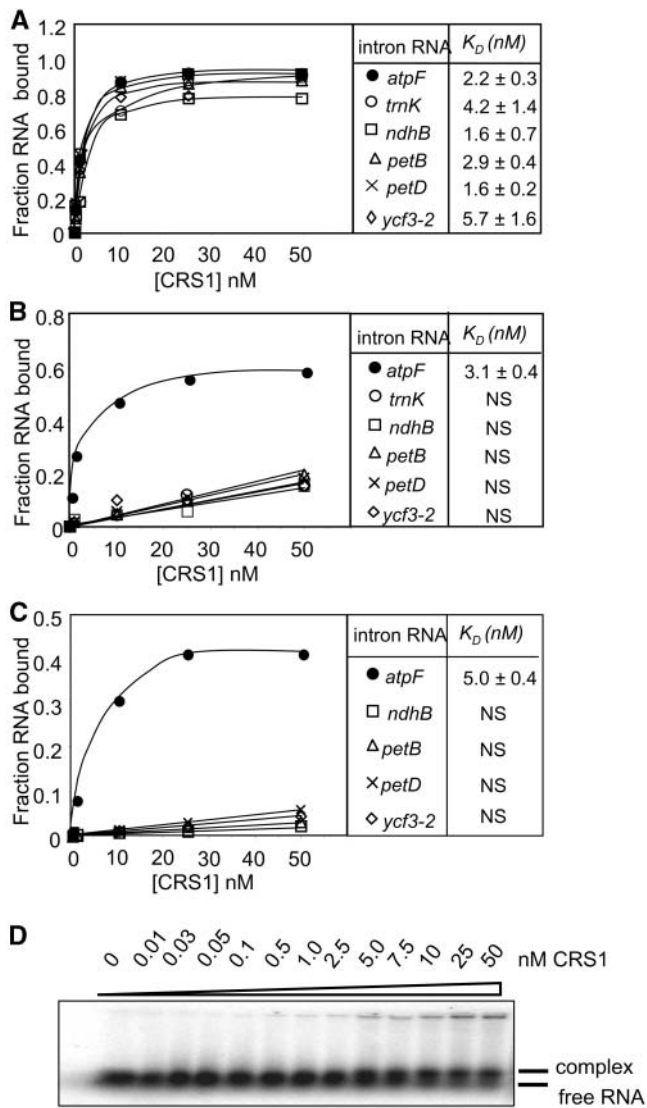 A
Fraction RNA bound
1.2
1.0
0.8
0.6
0.4
0.2
0
0 10 20 30 40 50
[CRS1] nM
intron RNA K_D (nM)
● atpF 2.2 ± 0.3
○ trnK 4.2 ± 1.4
□ ndhB 1.6 ± 0.7
△ petB 2.9 ± 0.4
× petD 1.6 ± 0.2
◇ ycf3-2 5.7 ± 1.6
B
Fraction RNA bound
0.8
0.6
0.4
0.2
0
0 10 20 30 40 50
[CRS1] nM
intron RNA K_D (nM)
● atpF 3.1 ± 0.4
○ trnK NS
□ ndhB NS
△ petB NS
× petD NS
◇ ycf3-2 NS
C
Fraction RNA bound
0.5
0.4
0.3
0.2
0.1
0
0 10 20 30 40 50
[CRS1] nM
intron RNA K_D (nM)
● atpF 5.0 ± 0.4
□ ndhB NS
△ petB NS
× petD NS
◇ ycf3-2 NS
D
0 0.01 0.03 0.05 0.1 0.5 1.0 2.5 5.0 7.5 10 25 50 nM CRS1
complex
free RNA